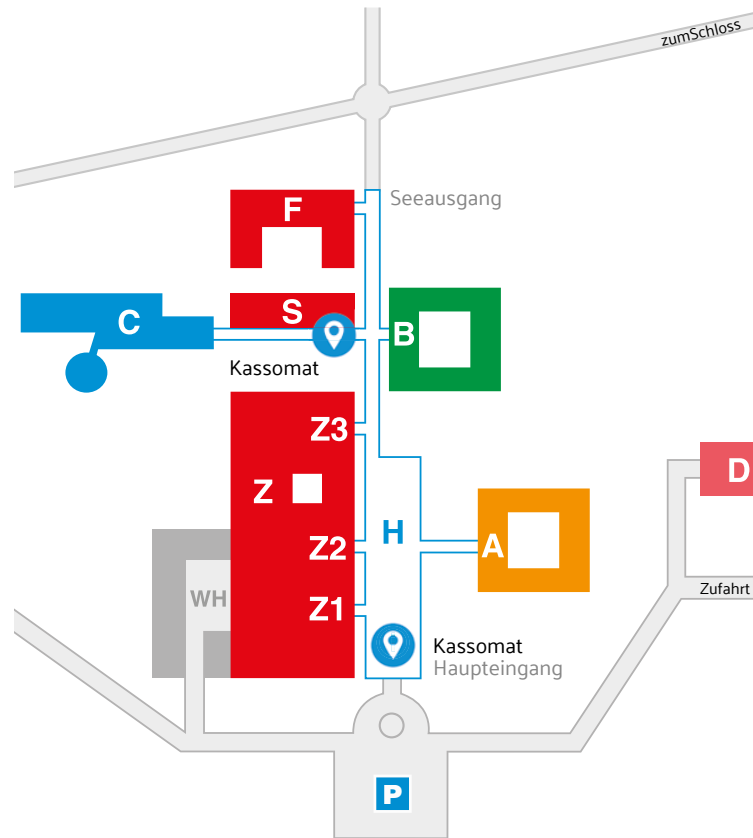 zumSchloss
Seeausgang
F
S
C
B
Kassomat
Z3
Z
D
H
A
Z2
Zufahrt
WH
Z1
Kassomat
Haupteingang
P